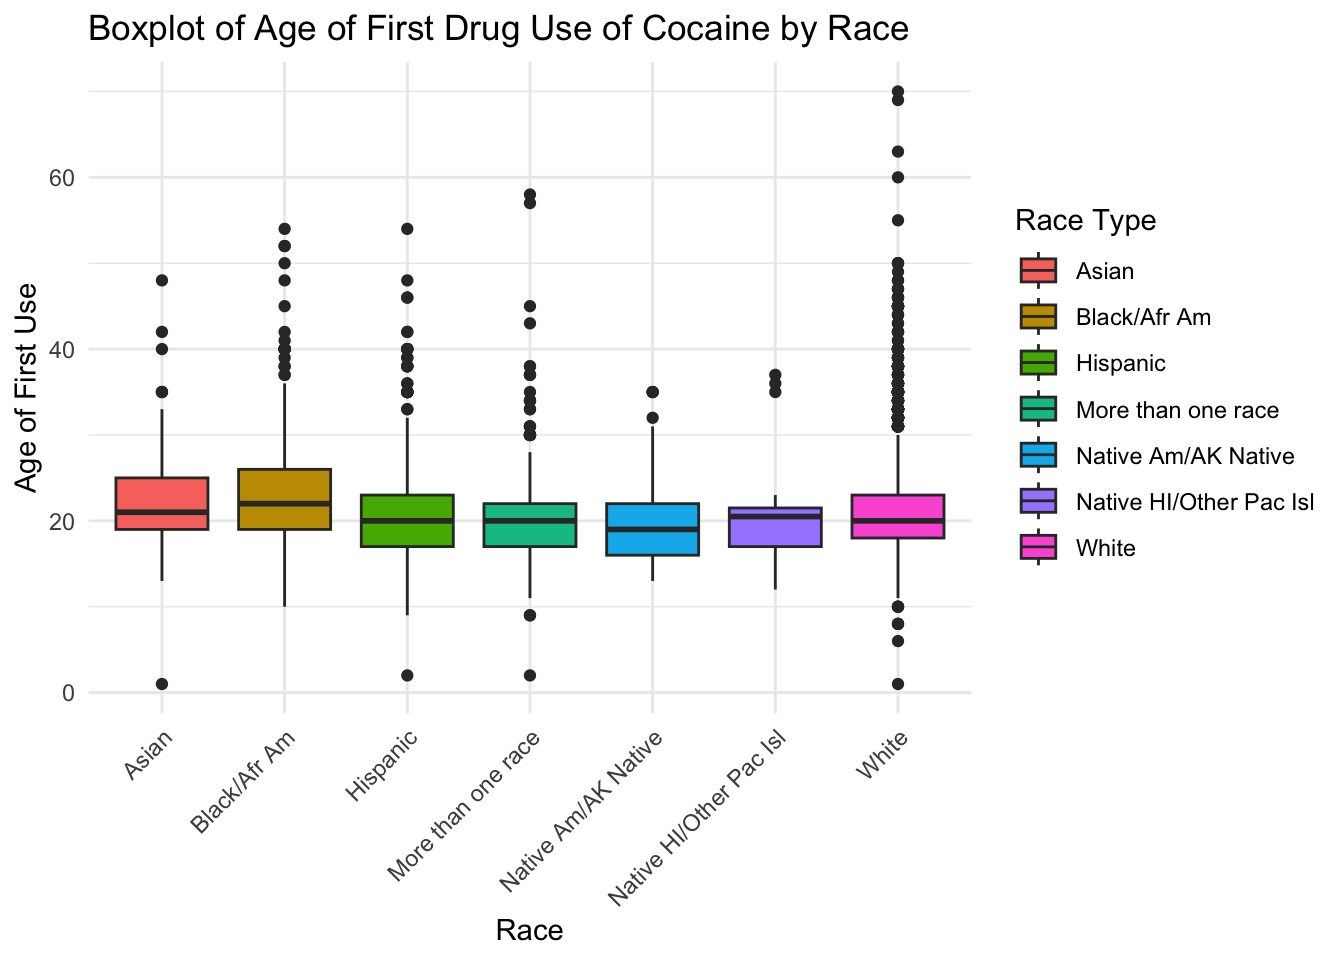 Boxplot of Age of First Drug Use of Cocaine by Race
Age of First Use
60
40
20
0
Asian
Black/Afr Am
Hispanic
More than one race
Native Am/AK Native
Native HI/Other Pac Isl
White
Race
Race Type
Asian
Black/Afr Am
Hispanic
More than one race
Native Am/AK Native
Native HI/Other Pac Isl
White